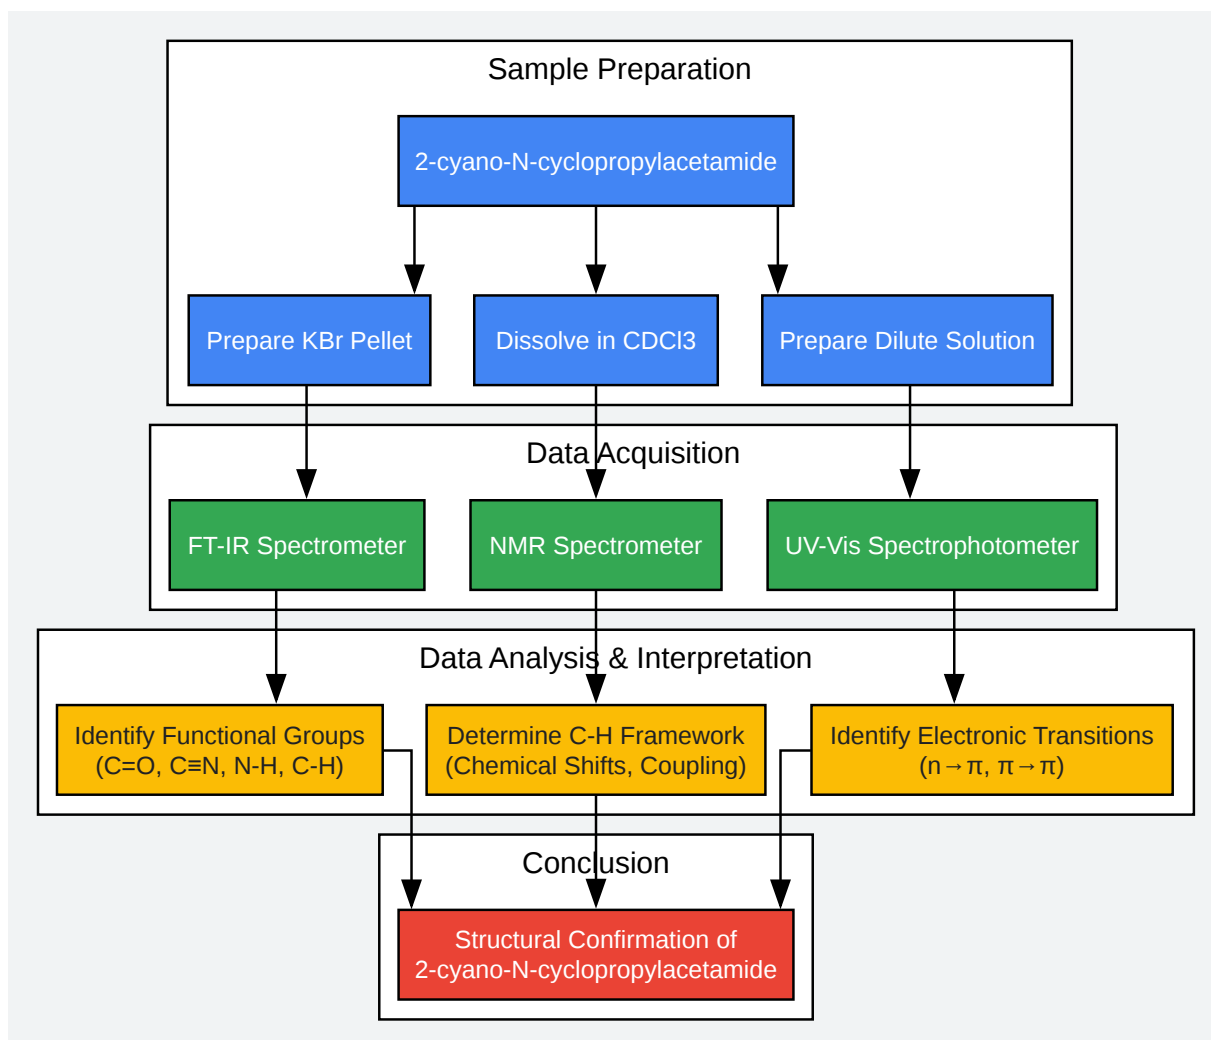 Sample Preparation
2-cyano-N-cyclopropylacetamide
Prepare KBr Pellet
Dissolve in CDCl3
Prepare Dilute Solution
Data Acquisition
FT-IR Spectrometer
NMR Spectrometer
UV-Vis Spectrophotometer
Data Analysis & Interpretation
Identify Functional Groups
(C=O, C≡N, N-H, C-H)
Determine C-H Framework
(Chemical Shifts, Coupling)
Identify Electronic Transitions
(n→π, π→π)
Conclusion
Structural Confirmation of
2-cyano-N-cyclopropylacetamide